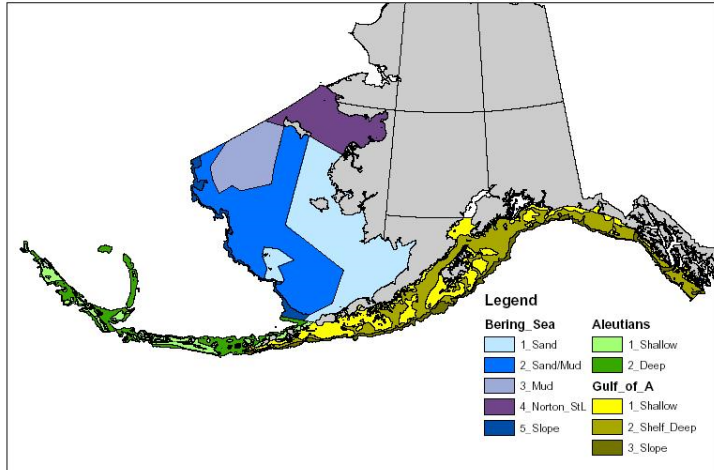 Legend
Bering_Sea
1_Sand
2_Sand/Mud
3_Mud
4_Norton_StL
5_Slope
Aleutians
1_Shallow
2_Deep
Gulf_of_A
1_Shallow
2_Shelf_Deep
3_Slope